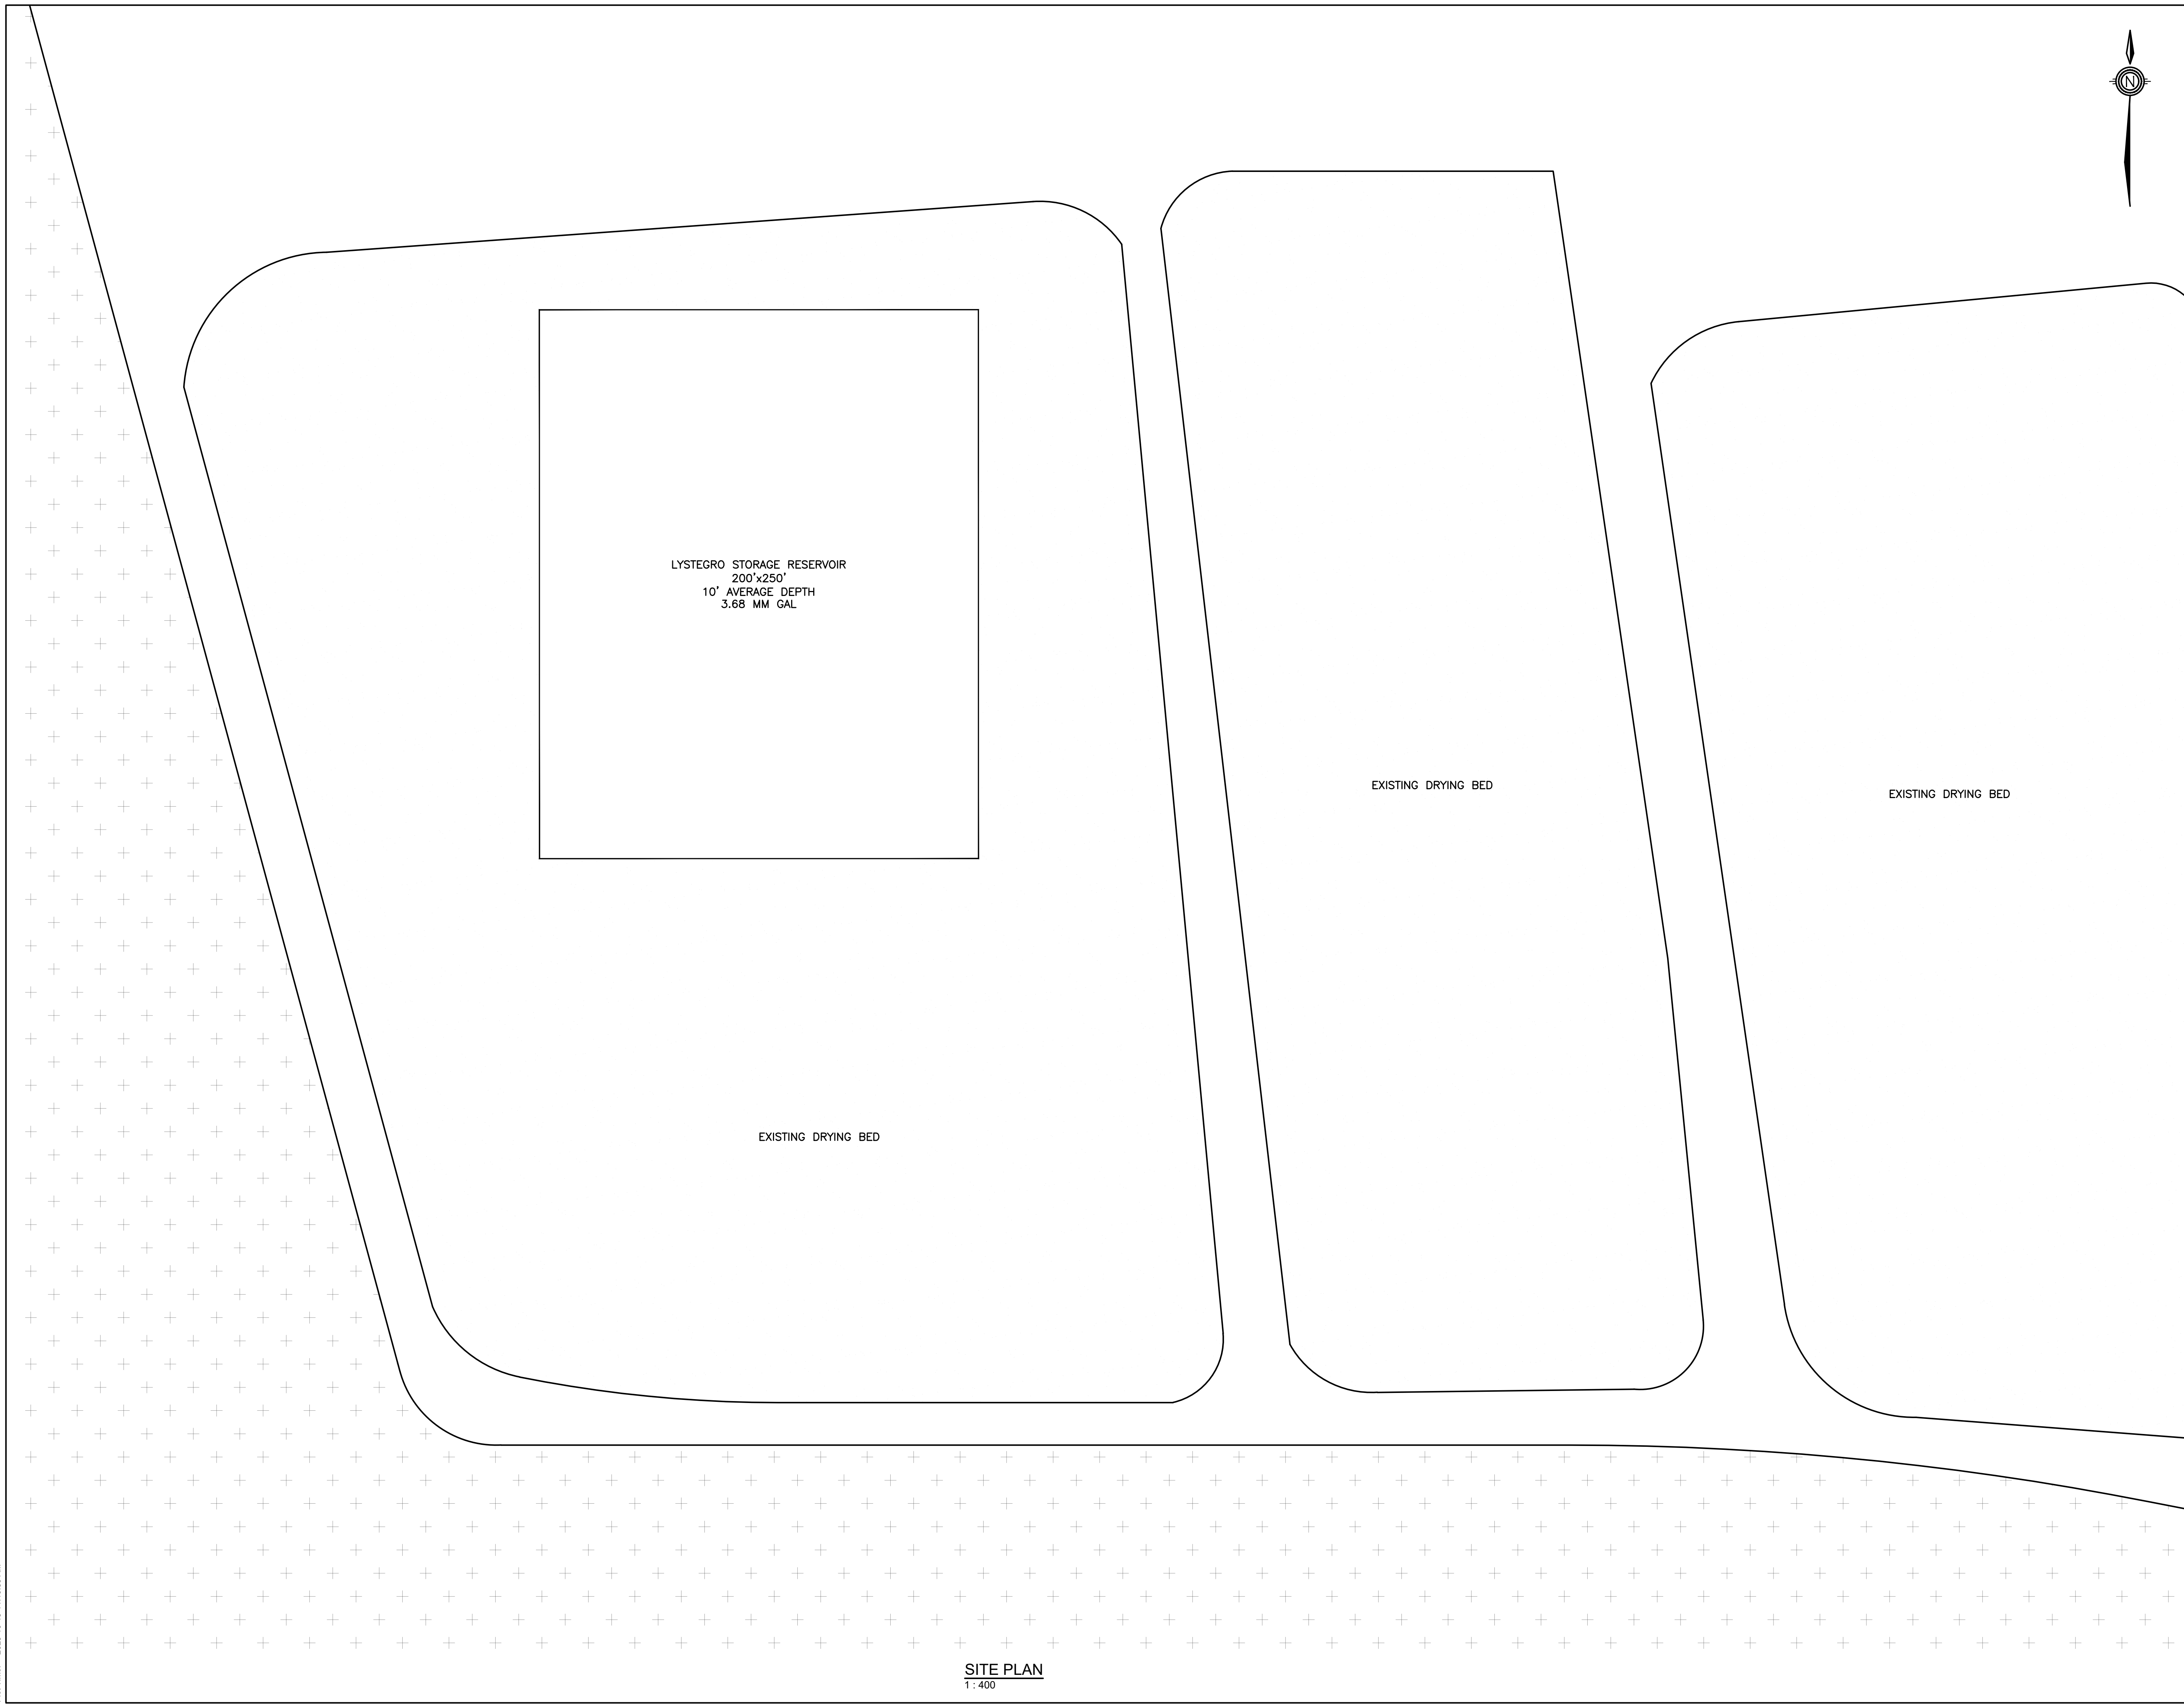 N
LYSTEGRO STORAGE RESERVOIR
200'x250'
10' AVERAGE DEPTH
3.68 MM GAL
EXISTING DRYING BED
EXISTING DRYING BED
EXISTING DRYING BED
SITE PLAN
1 : 400